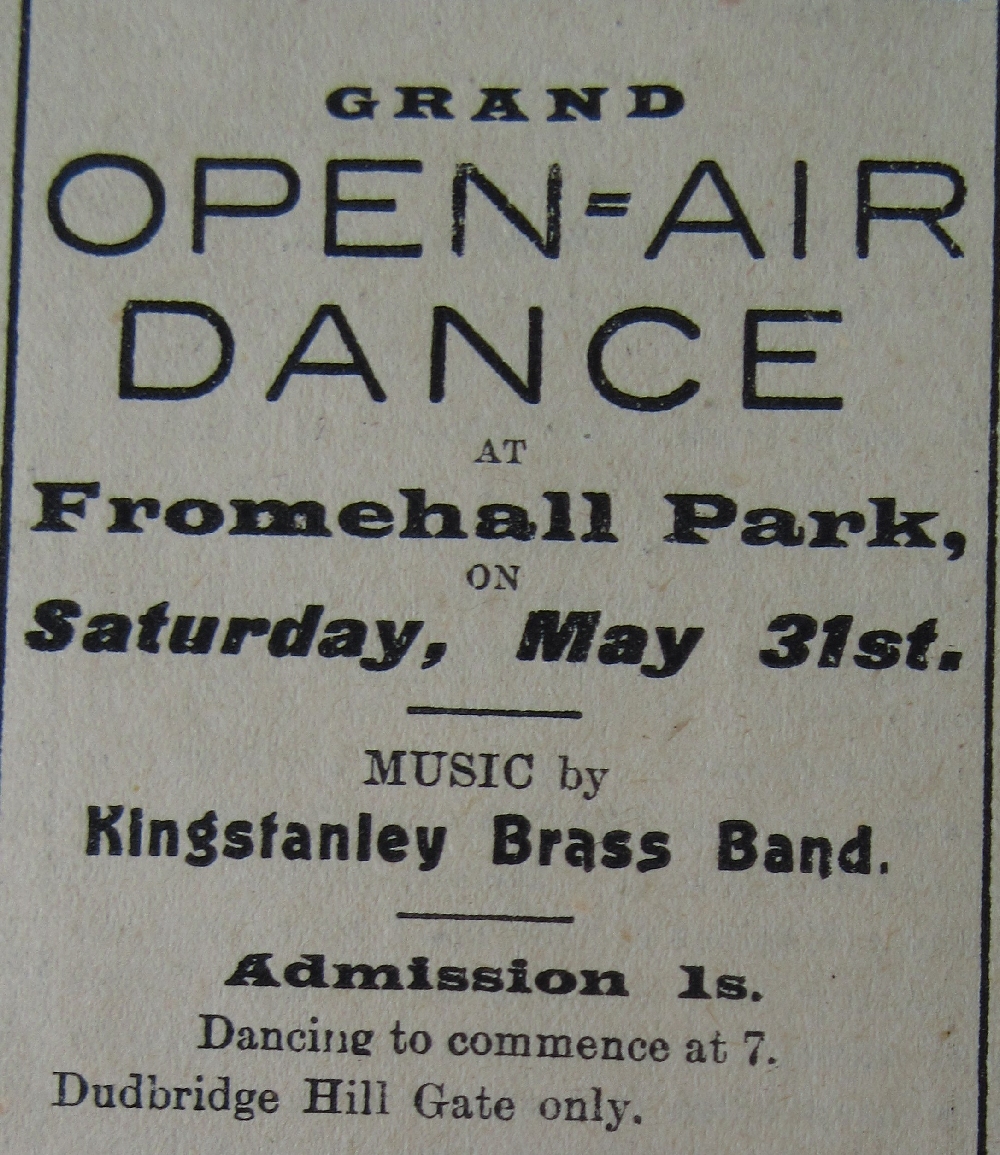 GRAND
OPEN=AIR
DANCE
AT
Fromehall Park,
ON
Saturday, May 31st.
MUSIC by
Kingstanley Brass Band.
Admission 1s.
Dancing to commence at 7.
Dudbridge Hill Gate only.